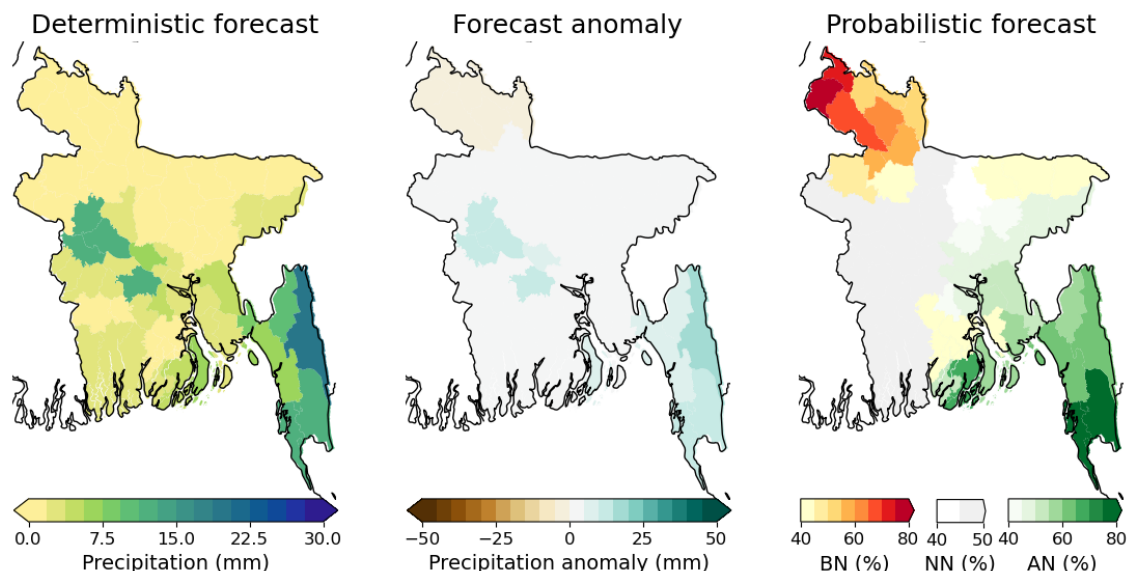 Deterministic forecast
Forecast anomaly
Probabilistic forecast
0.0 7.5 15.0 22.5 30.0
Precipitation (mm)
−50 −25 0 25 50
Precipitation anomaly (mm)
40 60 80
BN (%)
40 50
NN (%)
40 60 80
AN (%)